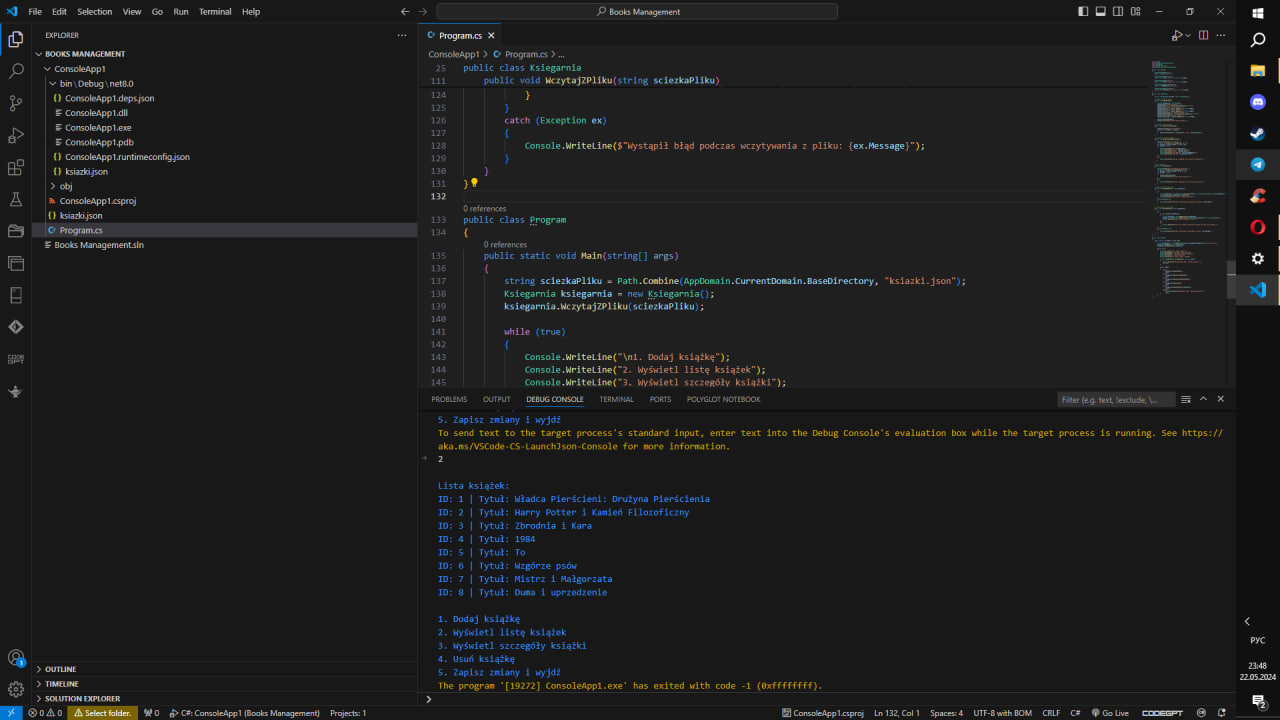 File Edit Selection View Go Run Terminal Help
Books Management
EXPLORER
BOOKS MANAGEMENT
ConsoleApp1
bin\Debug\net8.0
{} ConsoleApp1.deps.json
ConsoleApp1.dll
ConsoleApp1.exe
ConsoleApp1.pdb
{} ConsoleApp1.runtimeconfig.json
{} ksiazki.json
obj
ConsoleApp1.csproj
{} ksiazki.json
Program.cs
Books Management.sln
OUTLINE
TIMELINE
SOLUTION EXPLORER
Program.cs
ConsoleApp1 > Program.cs > ...
25 public class Ksiegarnia
111 public void WczytajZPliku(string sciezkaPliku)
124 }
125 }
126 catch (Exception ex)
127 {
128 Console.WriteLine($"Wystąpił błąd podczas wczytywania z pliku: {ex.Message}");
129 }
130 }
131 }
132
0 references
133 public class Program
134 {
0 references
135 public static void Main(string[] args)
136 {
137 string sciezkaPliku = Path.Combine(AppDomain.CurrentDomain.BaseDirectory, "ksiazki.json");
138 Ksiegarnia ksiegarnia = new Ksiegarnia();
139 ksiegarnia.WczytajZPliku(sciezkaPliku);
140
141 while (true)
142 {
143 Console.WriteLine("\n1. Dodaj książkę");
144 Console.WriteLine("2. Wyświetl listę książek");
145 Console.WriteLine("3. Wyświetl szczegóły książki");
PROBLEMS OUTPUT DEBUG CONSOLE TERMINAL PORTS POLYGLOT NOTEBOOK
Filter (e.g. text, !exclude, \...
5. Zapisz zmiany i wyjdź
To send text to the target process's standard input, enter text into the Debug Console's evaluation box while the target process is running. See https://
aka.ms/VSCode-CS-LaunchJson-Console for more information.
2
Lista książek:
ID: 1 | Tytuł: Władca Pierścieni: Drużyna Pierścienia
ID: 2 | Tytuł: Harry Potter i Kamień Filozoficzny
ID: 3 | Tytuł: Zbrodnia i Kara
ID: 4 | Tytuł: 1984
ID: 5 | Tytuł: To
ID: 6 | Tytuł: Wzgórze psów
ID: 7 | Tytuł: Mistrz i Małgorzata
ID: 8 | Tytuł: Duma i uprzedzenie
1. Dodaj książkę
2. Wyświetl listę książek
3. Wyświetl szczegóły książki
4. Usuń książkę
5. Zapisz zmiany i wyjdź
The program '[19272] ConsoleApp1.exe' has exited with code -1 (0xffffffff).
0 0 Select folder. 0 C#: ConsoleApp1 (Books Management) Projects: 1
ConsoleApp1.csproj Ln 132, Col 1 Spaces: 4 UTF-8 with BOM CRLF C# Go Live CODEGPT
РУС
23:48
22.05.2024
2